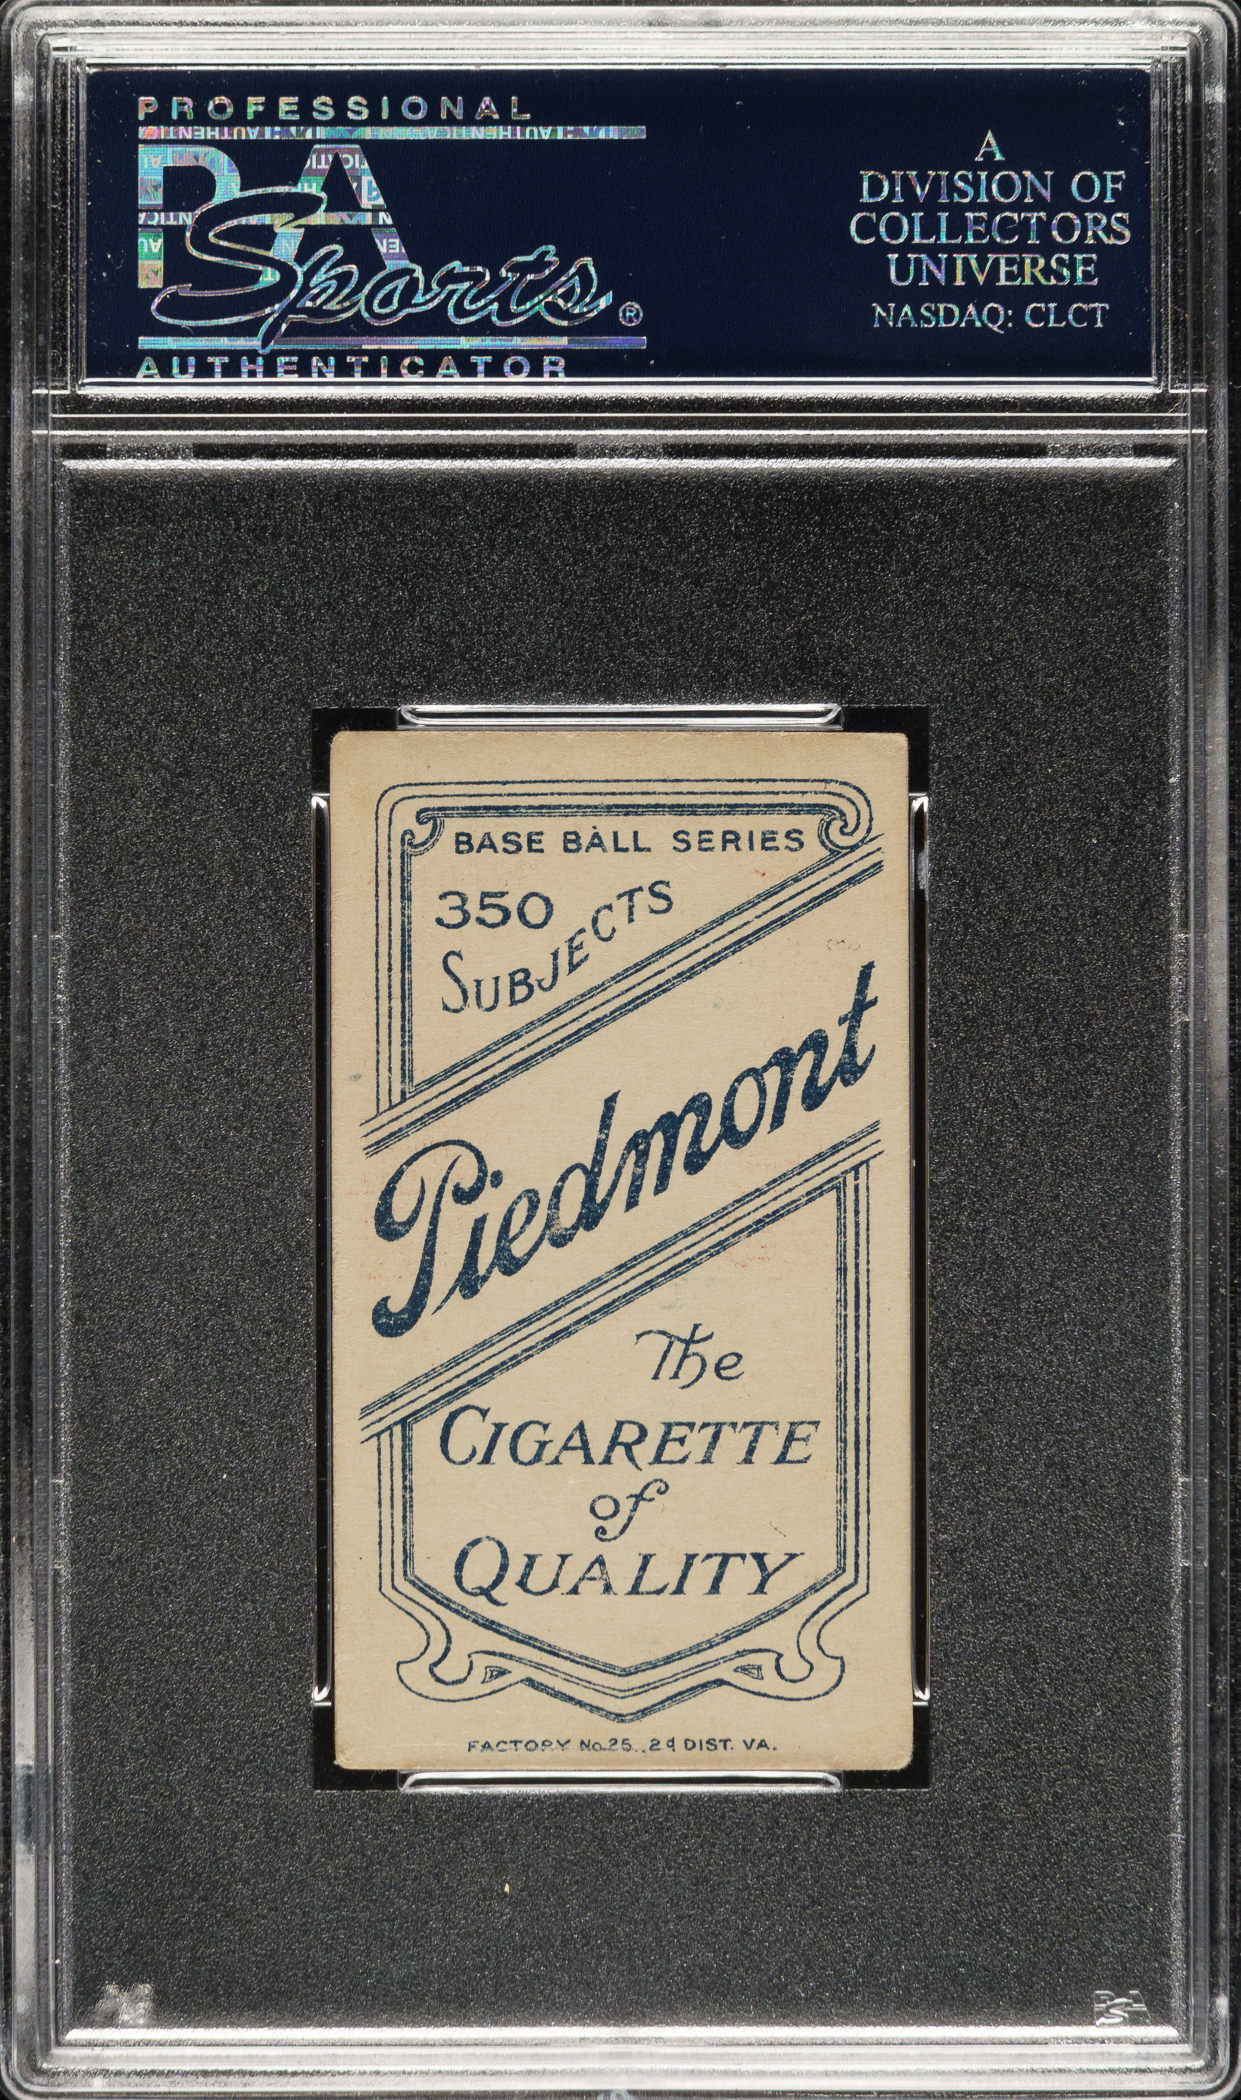 PROFESSIONAL
PSA
Sports®
AUTHENTICATOR
A
DIVISION OF
COLLECTORS
UNIVERSE
NASDAQ: CLCT
BASE BALL SERIES
350
SUBJECTS
Piedmont
The
CIGARETTE
of
QUALITY
FACTORY No. 25, 2d DIST. VA.
PSA